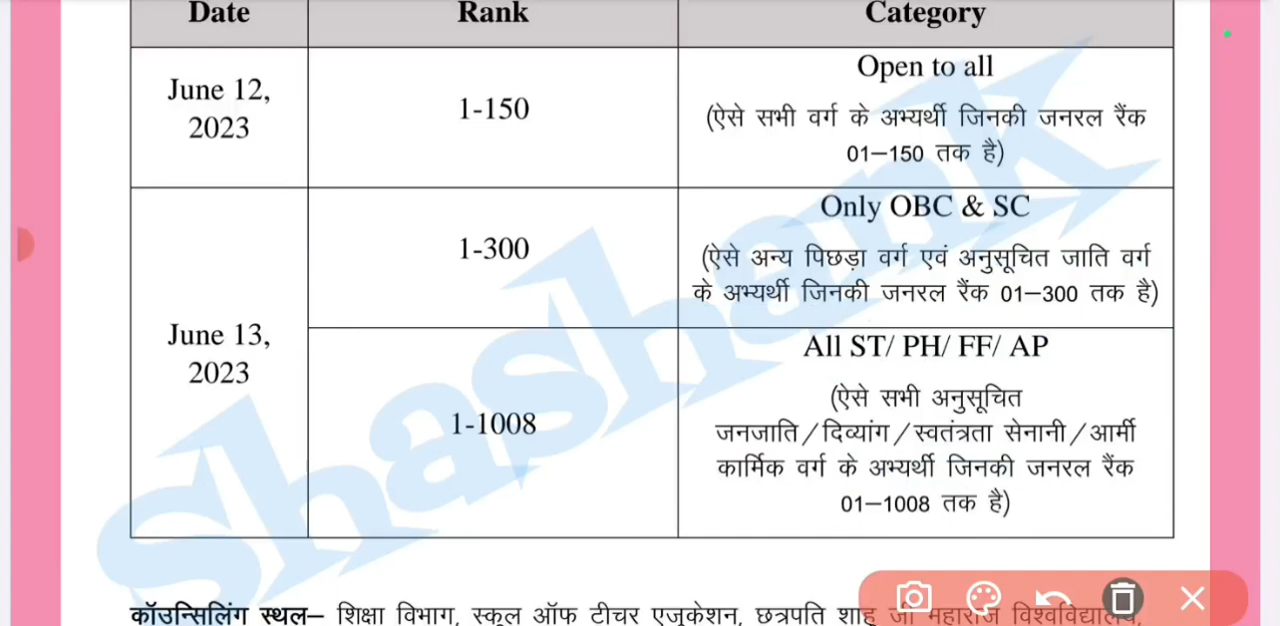 Date
Rank
Category
June 12,
2023
1-150
Open to all
(ऐसे सभी वर्ग के अभ्यर्थी जिनकी जनरल रैंक
01–150 तक है)
June 13,
2023
1-300
Only OBC & SC
(ऐसे अन्य पिछड़ा वर्ग एवं अनुसूचित जाति वर्ग
के अभ्यर्थी जिनकी जनरल रैंक 01–300 तक है)
1-1008
All ST/ PH/ FF/ AP
(ऐसे सभी अनुसूचित
जनजाति/दिव्यांग/स्वतंत्रता सेनानी/आर्मी
कार्मिक वर्ग के अभ्यर्थी जिनकी जनरल रैंक
01–1008 तक है)
Shashank
कॉउन्सिलिंग स्थल– शिक्षा विभाग, स्कूल ऑफ टीचर एजुकेशन, छत्रपति शाहू जी महाराज विश्वविद्यालय,